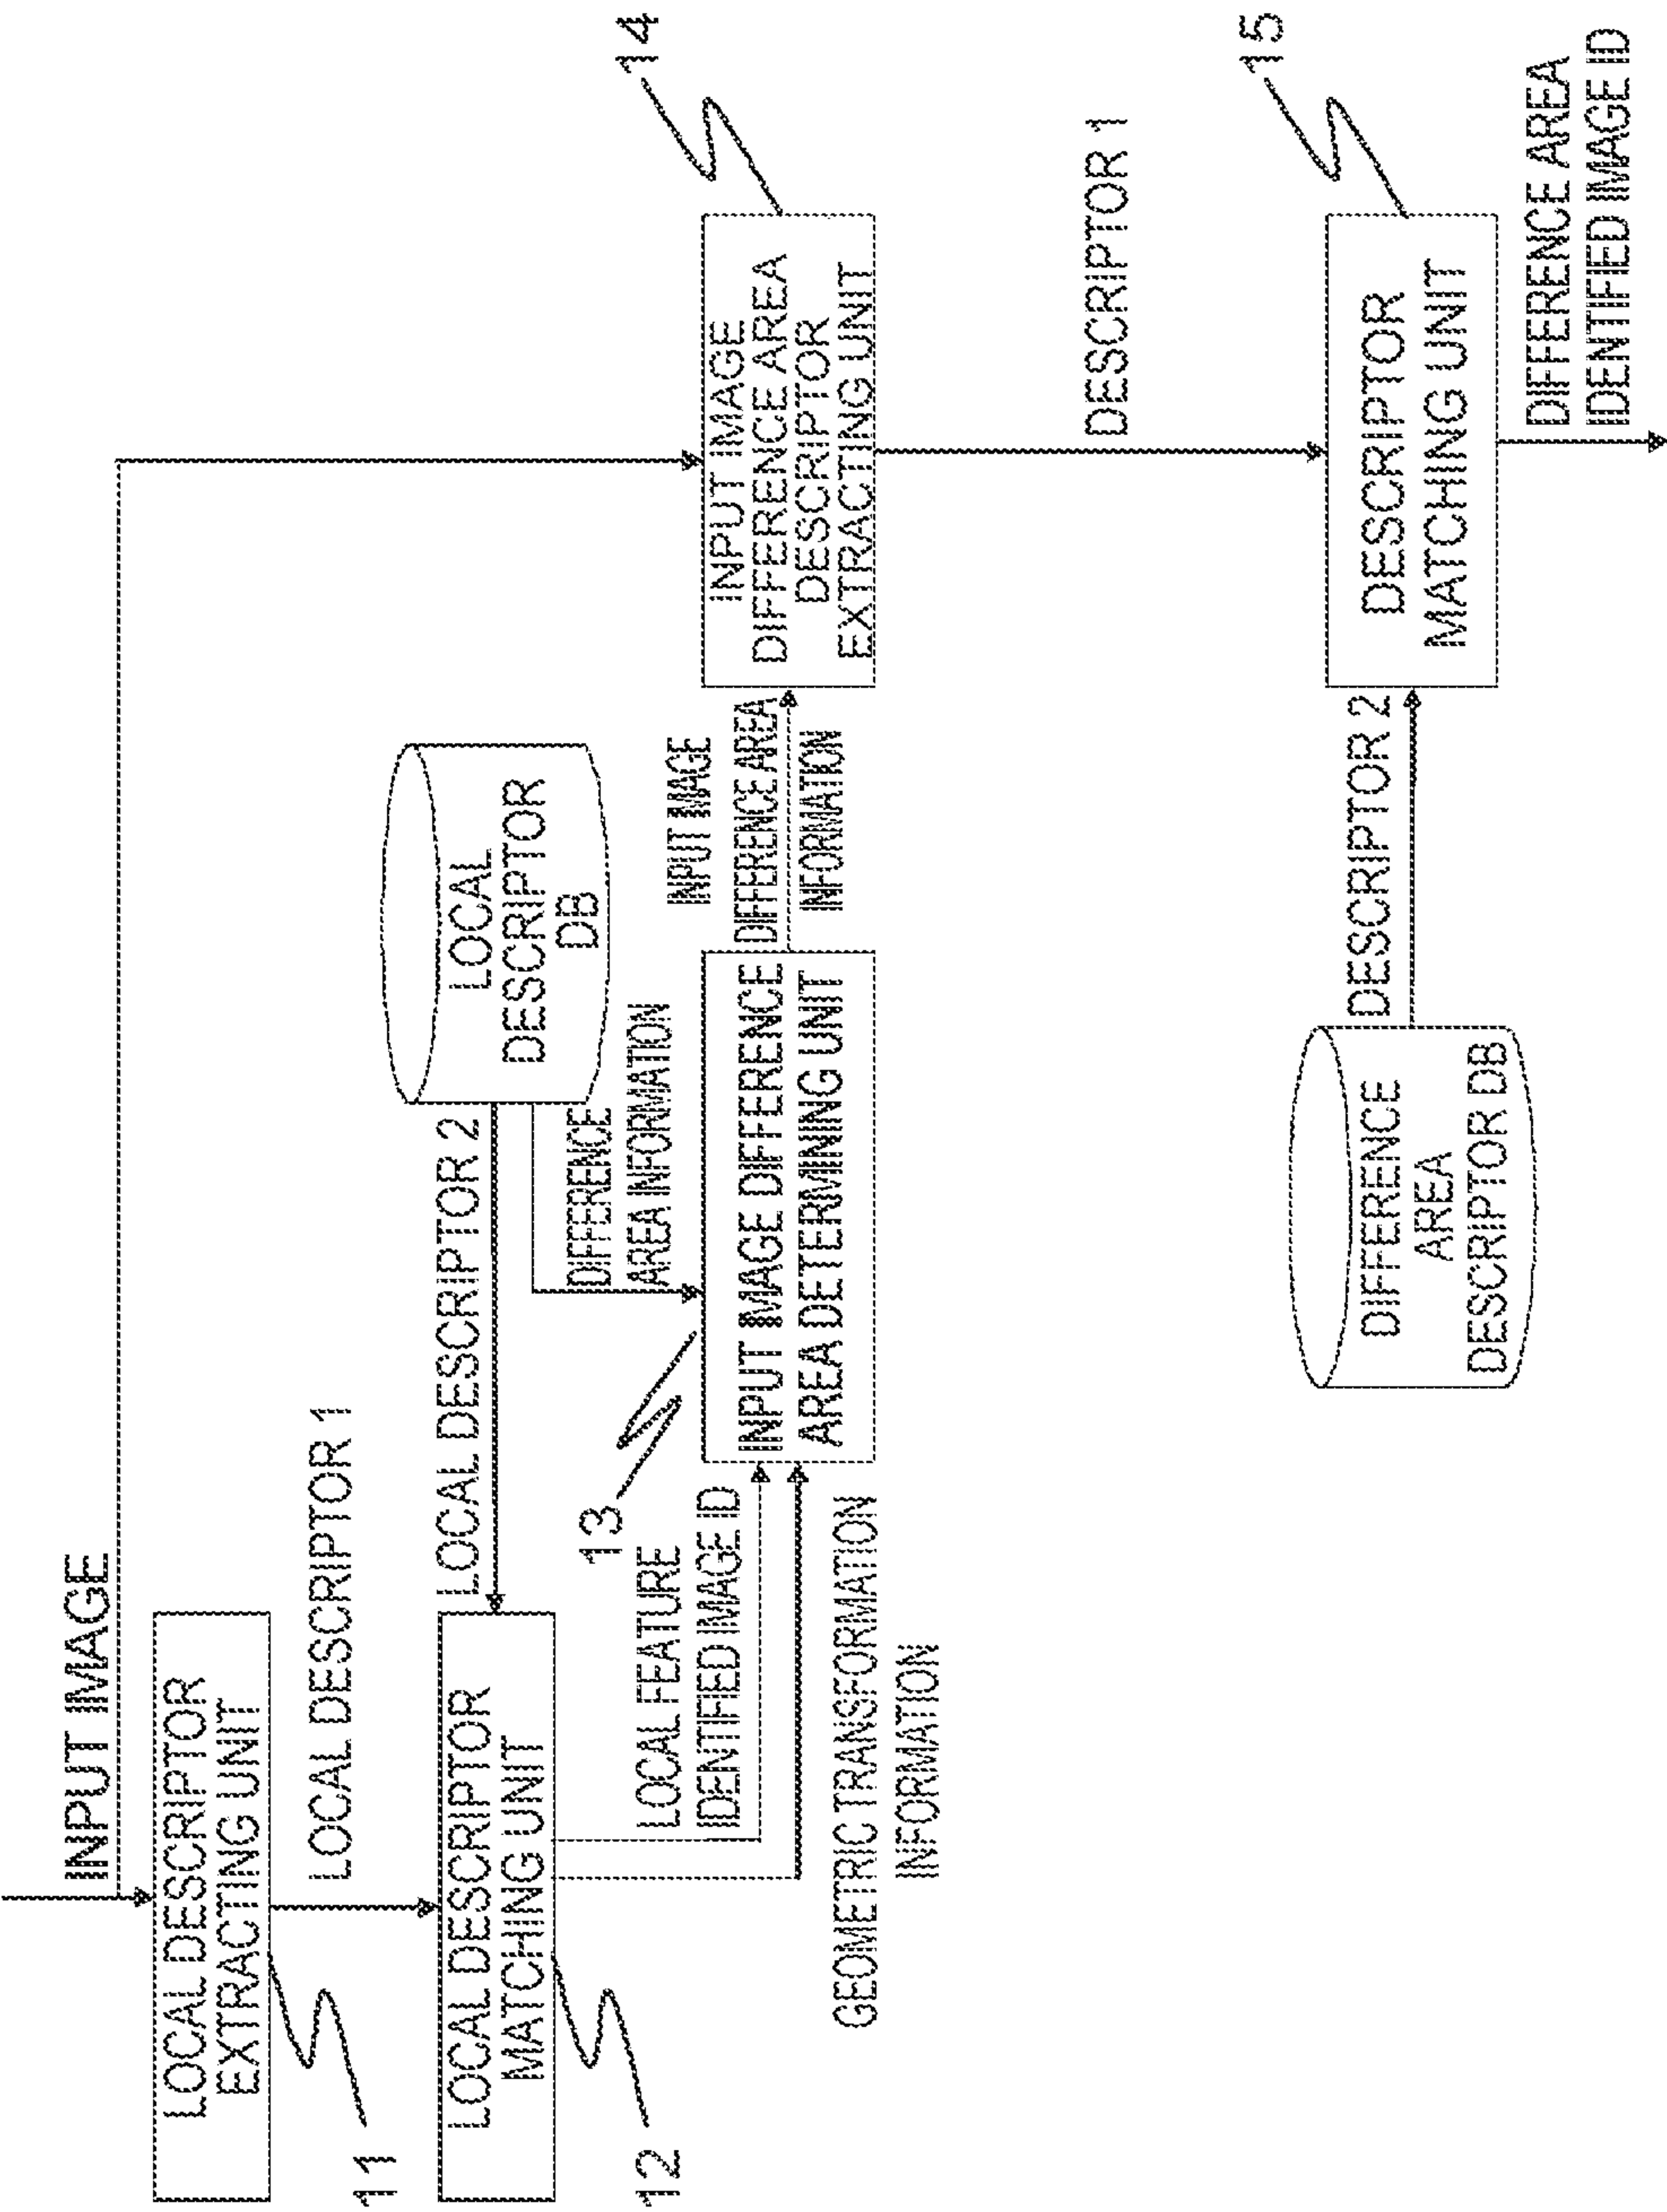 INPUT IMAGE
LOCAL DESCRIPTOR
EXTRACTING UNIT
11
LOCAL DESCRIPTOR 1
LOCAL DESCRIPTOR
MATCHING UNIT
12
LOCAL DESCRIPTOR 2
LOCAL
DESCRIPTOR
DB
DIFFERENCE
AREA INFORMATION
LOCAL FEATURE
IDENTIFIED IMAGE ID
GEOMETRIC TRANSFORMATION
INFORMATION
13
INPUT IMAGE DIFFERENCE
AREA DETERMINING UNIT
INPUT IMAGE
DIFFERENCE AREA
INFORMATION
INPUT IMAGE
DIFFERENCE AREA
DESCRIPTOR
EXTRACTING UNIT
14
DESCRIPTOR 1
DIFFERENCE
AREA
DESCRIPTOR DB
DESCRIPTOR 2
DESCRIPTOR
MATCHING UNIT
15
DIFFERENCE AREA
IDENTIFIED IMAGE ID